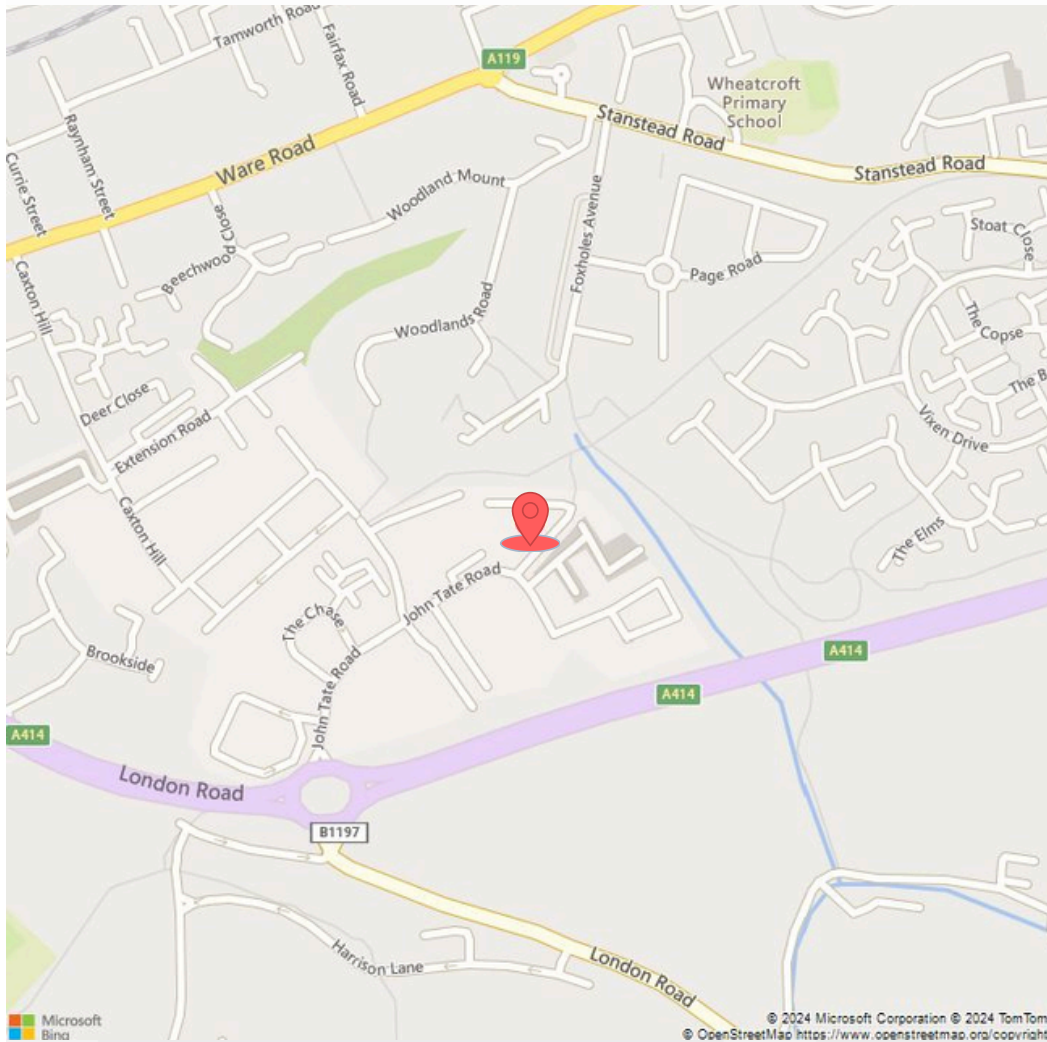 Tamworth Road
Fairfax Road
A119
Wheatcroft
Primary
School
Stanstead Road
Raynham Street
Currie Street
Ware Road
Stanstead Road
Woodland Mount
Foxholes Avenue
Beechwood Close
Stoat Close
Caxton Hill
Page Road
Woodlands Road
The Copse
The B
Deer Close
Extension Road
Vixen Drive
Caxton Hill
The Elms
John Tate Road
The Chase
Brookside
John Tate Road
A414
A414
A414
London Road
B1197
Harrison Lane
London Road
Microsoft
Bing
© 2024 Microsoft Corporation © 2024 TomTom
© OpenStreetMap https://www.openstreetmap.org/copyright